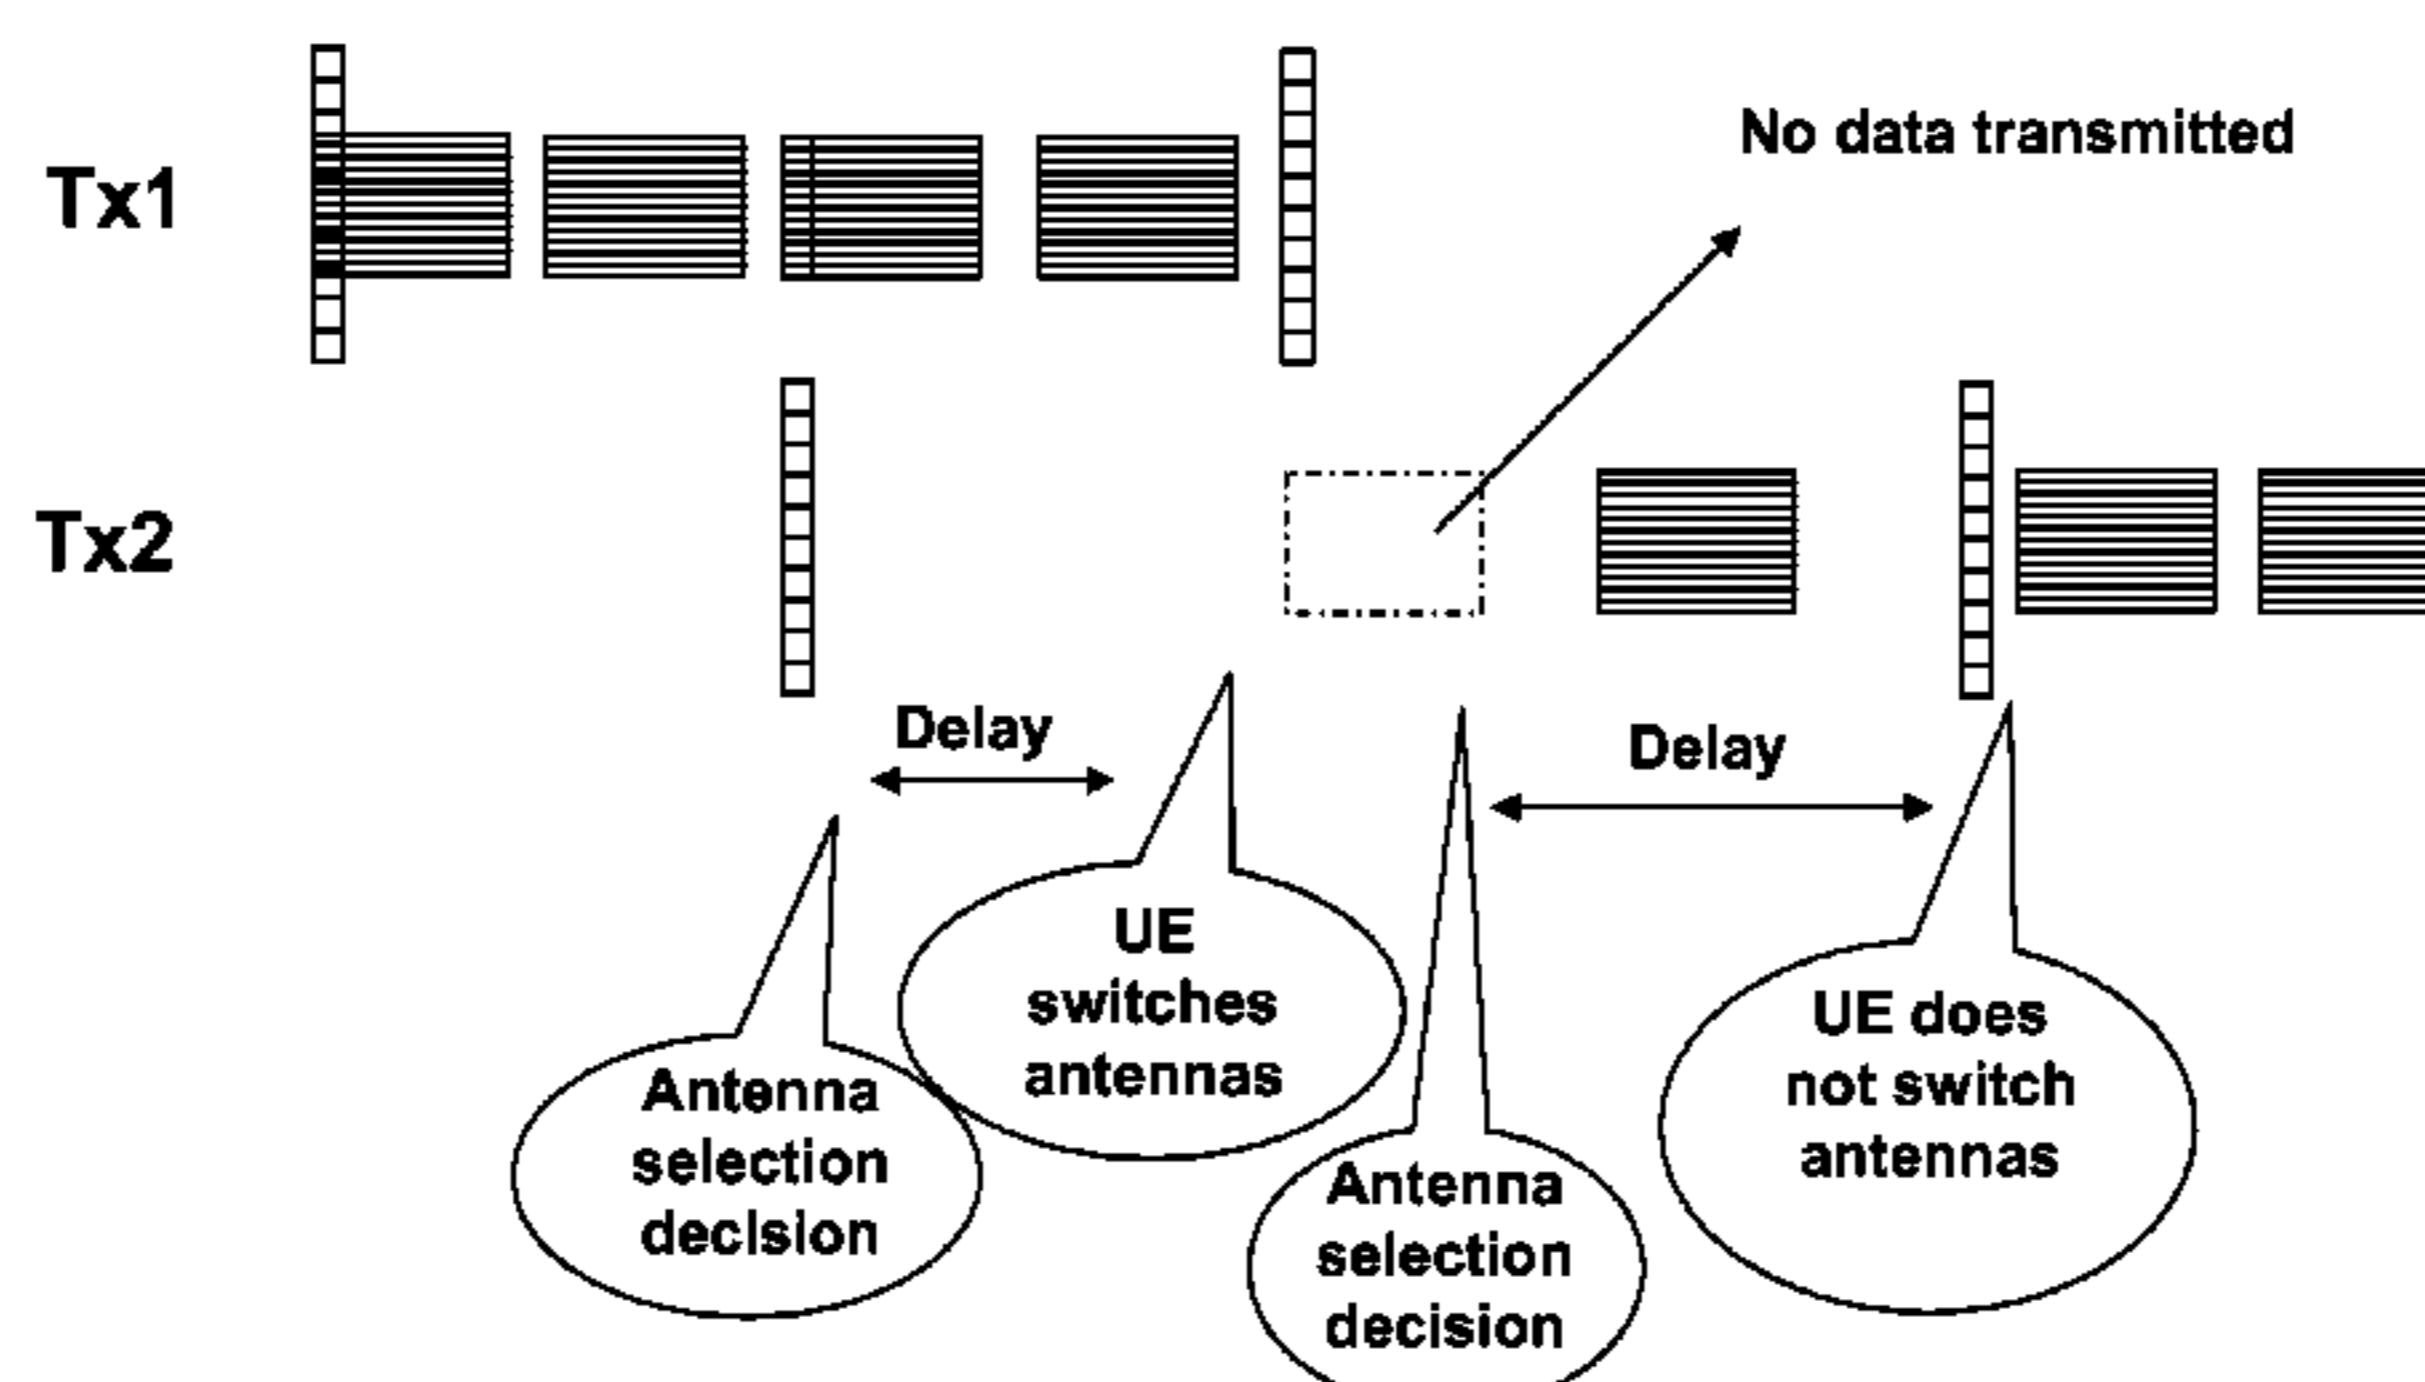 No data transmitted
Tx1
Tx2
Delay
Delay
UE
switches
antennas
UE does
not switch
antennas
Antenna
selection
decision
Antenna
selection
decision